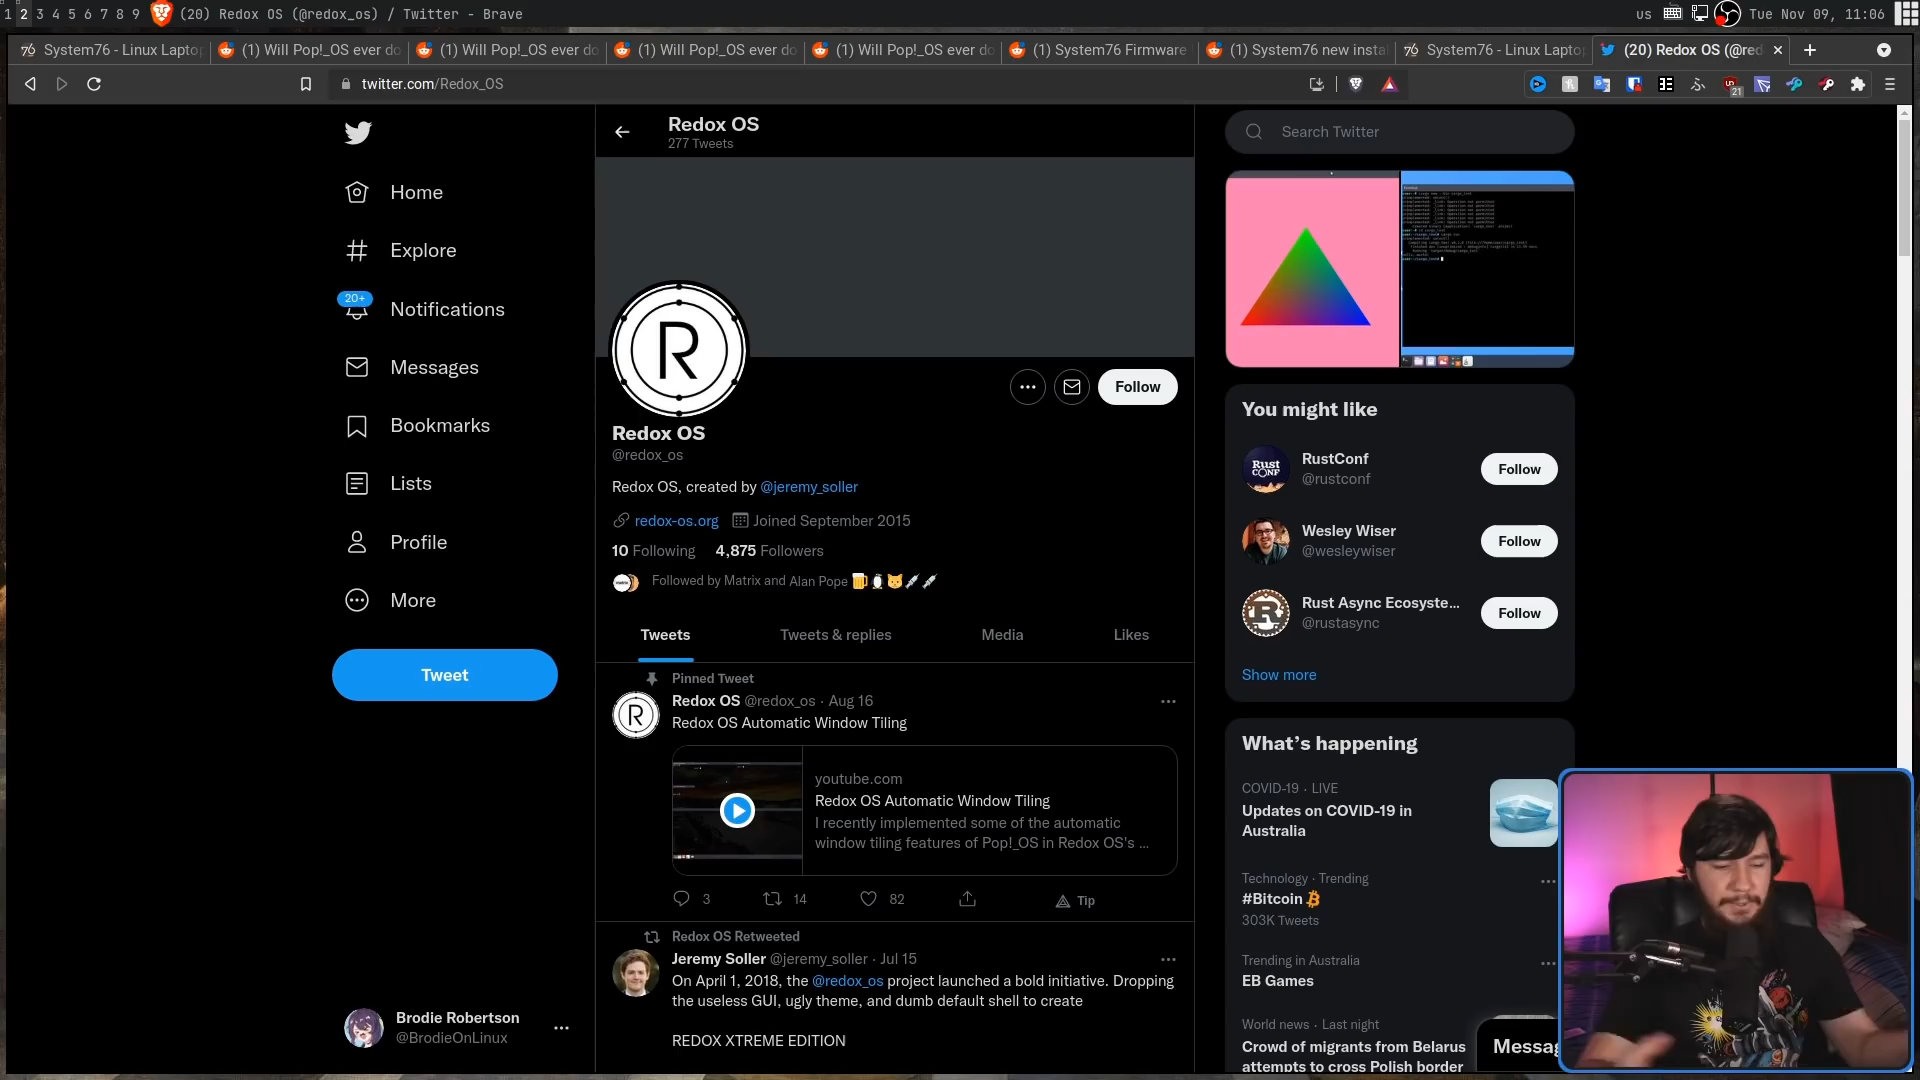 1 2 3 4 5 6 7 8 9 (20) Redox OS (@redox_os) / Twitter - Brave
us Tue Nov 09, 11:06
System76 - Linux Laptop
(1) Will Pop!_OS ever do
(1) Will Pop!_OS ever do
(1) Will Pop!_OS ever do
(1) Will Pop!_OS ever do
(1) System76 Firmware
(1) System76 new instal
System76 - Linux Laptop
(20) Redox OS (@red
twitter.com/Redox_OS
21
Home
Explore
20+
Notifications
Messages
Bookmarks
Lists
Profile
More
Tweet
Brodie Robertson
@BrodieOnLinux
Redox OS
277 Tweets
R
Follow
Redox OS
@redox_os
Redox OS, created by @jeremy_soller
redox-os.org Joined September 2015
10 Following 4,875 Followers
Followed by Matrix and Alan Pope 🍺🐧🐱💉💉
Tweets Tweets & replies Media Likes
Pinned Tweet
Redox OS @redox_os · Aug 16
Redox OS Automatic Window Tiling
R
youtube.com
Redox OS Automatic Window Tiling
I recently implemented some of the automatic
window tiling features of Pop!_OS in Redox OS's ...
3 14 82 Tip
Redox OS Retweeted
Jeremy Soller @jeremy_soller · Jul 15
On April 1, 2018, the @redox_os project launched a bold initiative. Dropping
the useless GUI, ugly theme, and dumb default shell to create
REDOX XTREME EDITION
Search Twitter
You might like
Rust
CONF
RustConf
@rustconf
Follow
Wesley Wiser
@wesleywiser
Follow
R
Rust Async Ecosyste...
@rustasync
Follow
Show more
What's happening
COVID-19 · LIVE
Updates on COVID-19 in
Australia
Technology · Trending
#Bitcoin
303K Tweets
Trending in Australia
EB Games
World news · Last night
Crowd of migrants from Belarus
attempts to cross Polish border
Messa